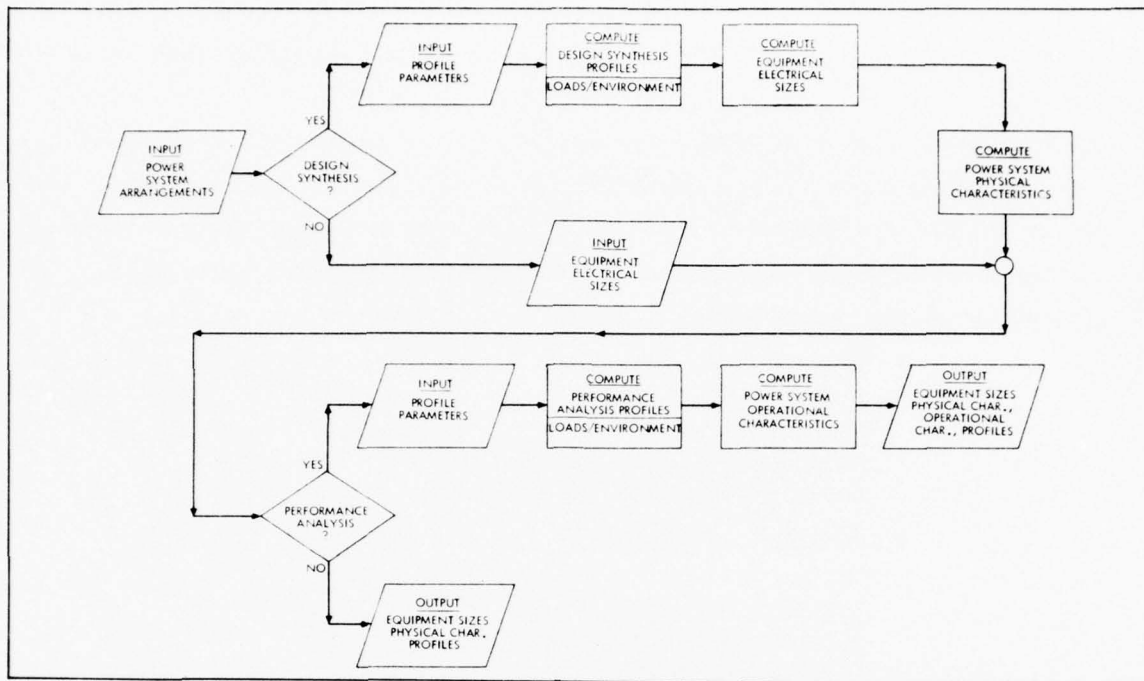 INPUT
PROFILE
PARAMETERS
COMPUTE
DESIGN SYNTHESIS
PROFILES
LOADS/ENVIRONMENT
COMPUTE
EQUIPMENT
ELECTRICAL
SIZES
YES
INPUT
POWER
SYSTEM
ARRANGEMENTS
DESIGN
SYNTHESIS
?
COMPUTE
POWER SYSTEM
PHYSICAL
CHARACTERISTICS
NO
INPUT
EQUIPMENT
ELECTRICAL
SIZES
INPUT
PROFILE
PARAMETERS
COMPUTE
PERFORMANCE
ANALYSIS PROFILES
LOADS/ENVIRONMENT
COMPUTE
POWER SYSTEM
OPERATIONAL
CHARACTERISTICS
OUTPUT
EQUIPMENT SIZES
PHYSICAL CHAR.,
OPERATIONAL
CHAR., PROFILES
YES
PERFORMANCE
ANALYSIS
?
NO
OUTPUT
EQUIPMENT SIZES
PHYSICAL CHAR.
PROFILES